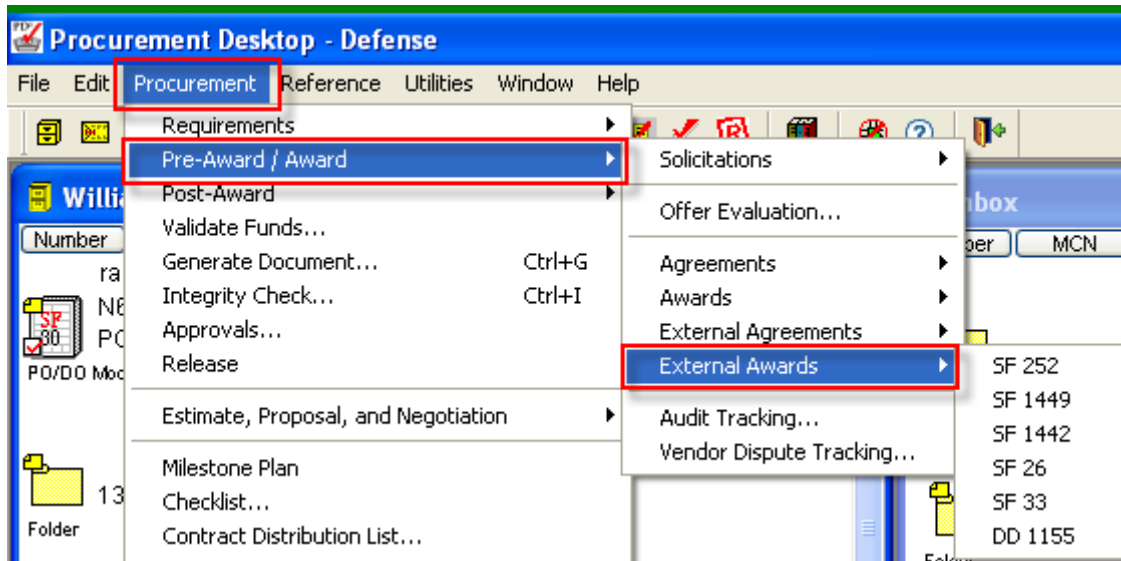 Procurement Desktop - Defense
File Edit Procurement Reference Utilities Window Help
Requirements
Pre-Award / Award
Post-Award
Validate Funds...
Generate Document... Ctrl+G
Integrity Check... Ctrl+I
Approvals...
Release
Estimate, Proposal, and Negotiation
Milestone Plan
Checklist...
Contract Distribution List...
Solicitations
Offer Evaluation...
Agreements
Awards
External Agreements
External Awards
Audit Tracking...
Vendor Dispute Tracking...
SF 252
SF 1449
SF 1442
SF 26
SF 33
DD 1155
Number
SF
30
PO/DO
13
Folder
MCN